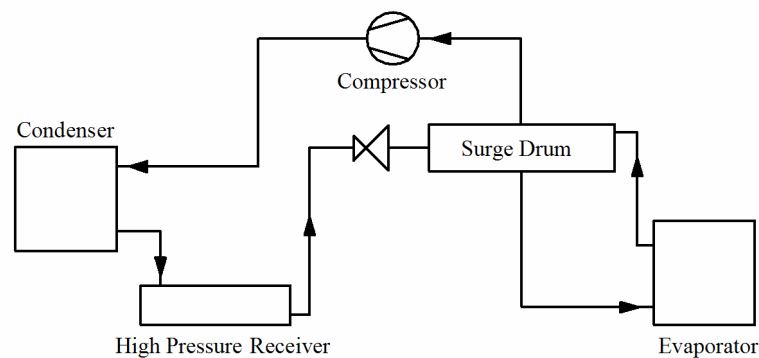 Compressor
Condenser
Surge Drum
High Pressure Receiver
Evaporator